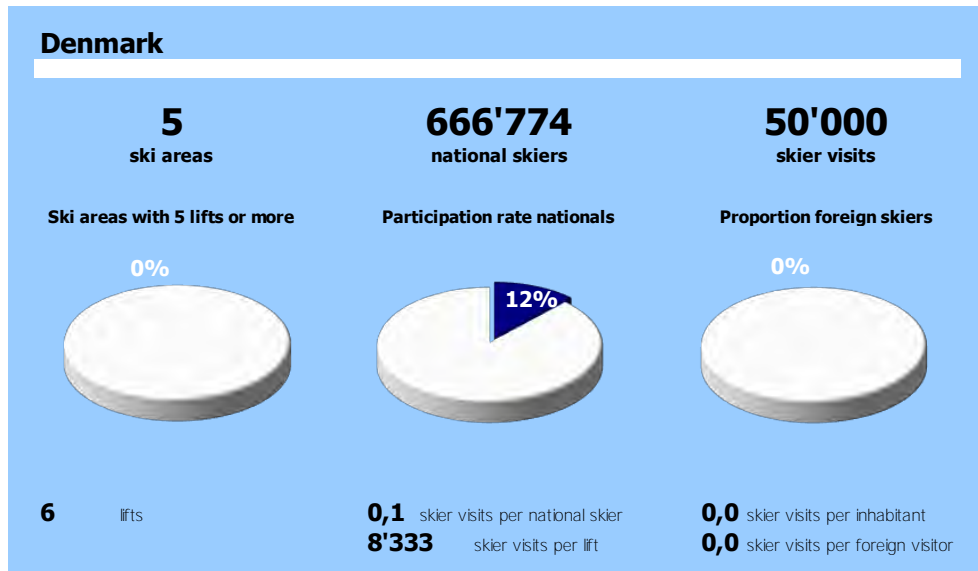 Denmark
5
ski areas
666'774
national skiers
50'000
skier visits
Ski areas with 5 lifts or more
Participation rate nationals
Proportion foreign skiers
0%
12%
0%
6 lifts
0,1 skier visits per national skier
8'333 skier visits per lift
0,0 skier visits per inhabitant
0,0 skier visits per foreign visitor